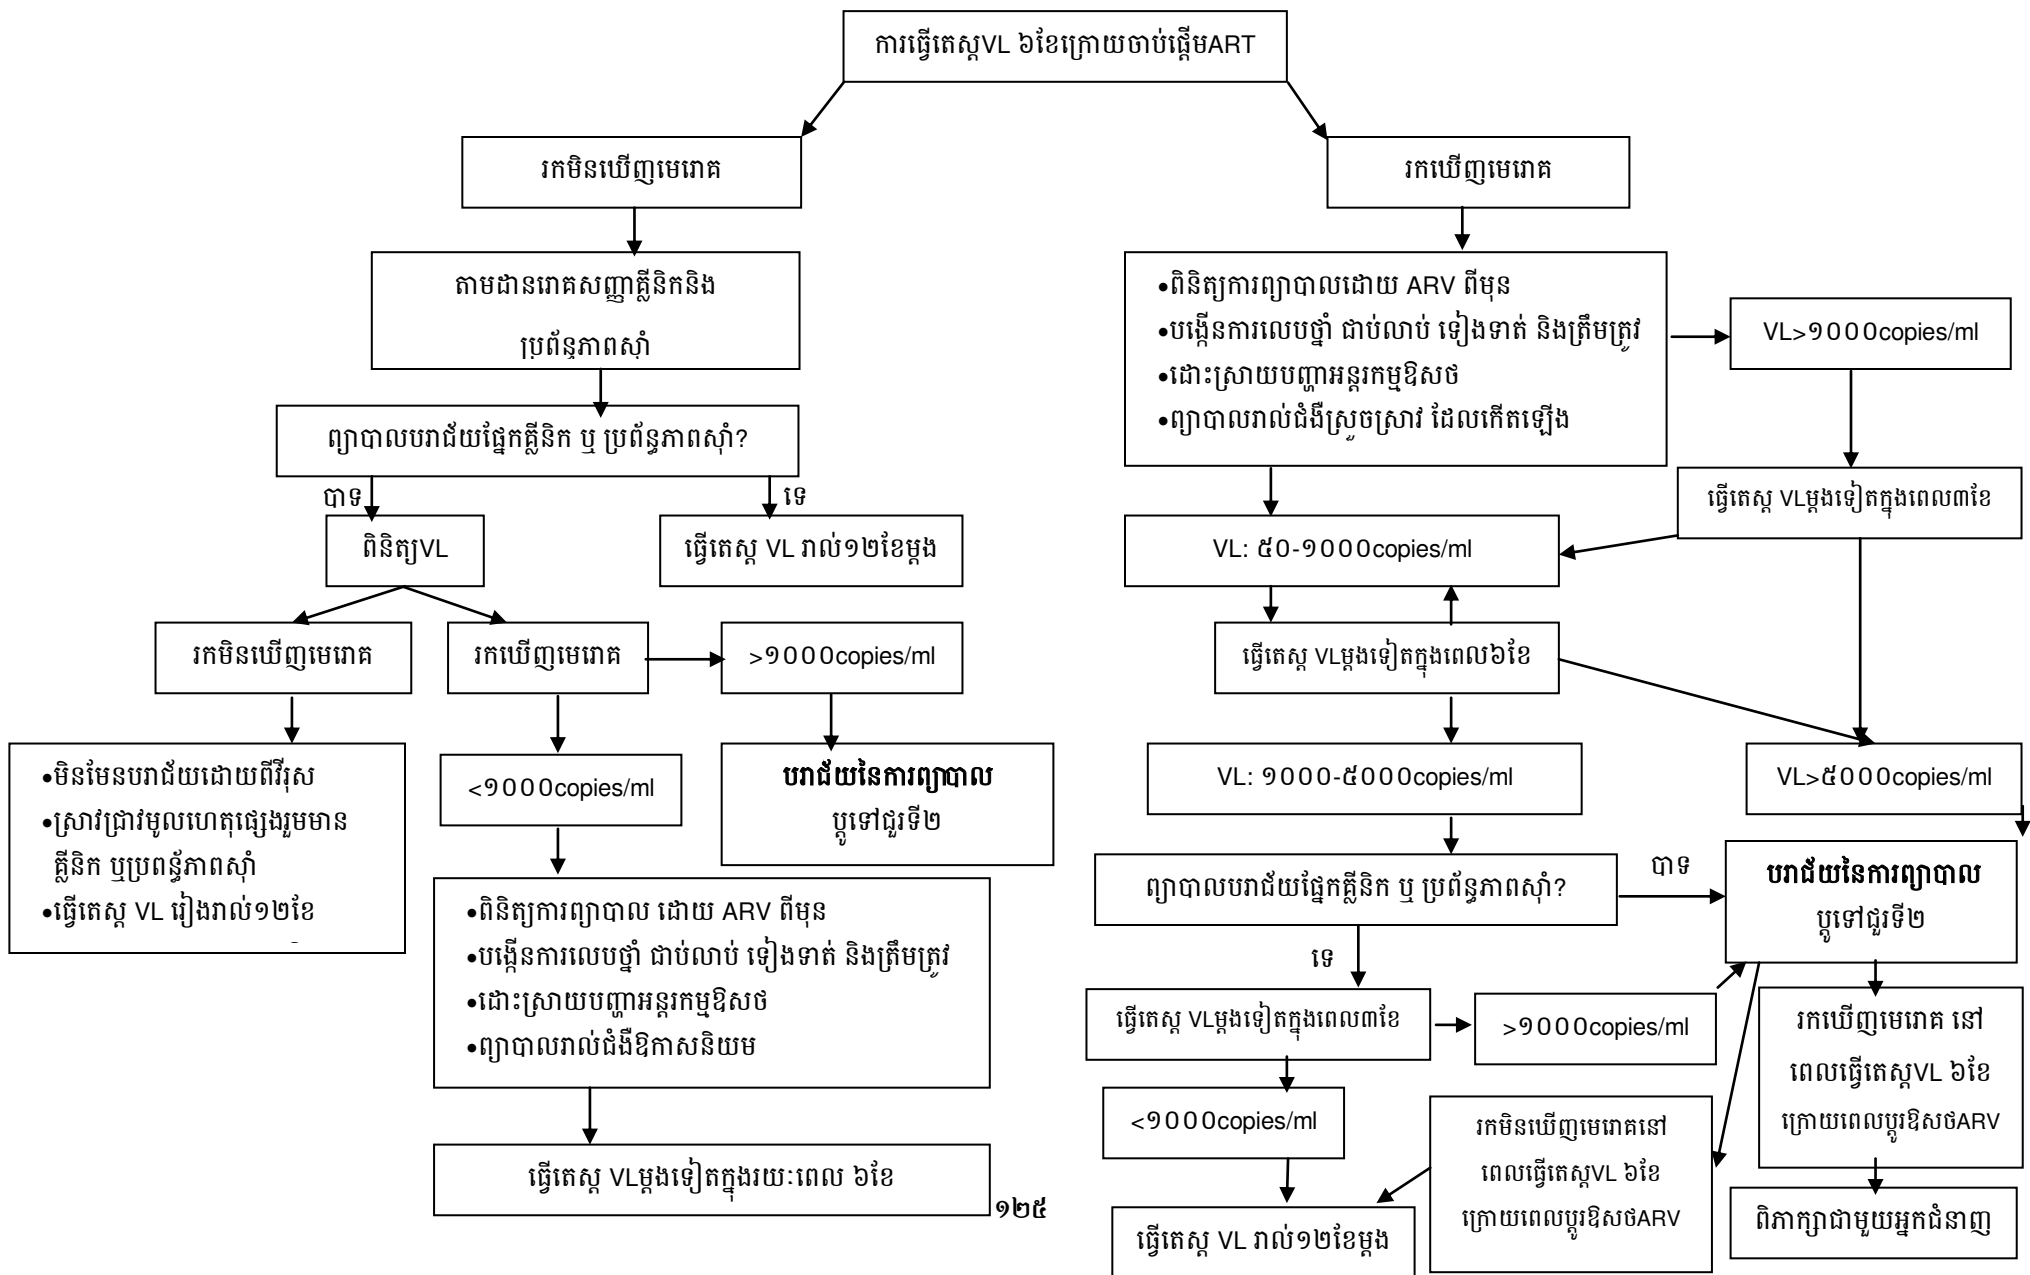 ការធ្វើតេស្តVL ៦ខែក្រោយចាប់ផ្តើមART
រកមិនឃើញមេរោគ
រកឃើញមេរោគ
តាមដានរោគសញ្ញាគ្លីនិកនិង
ប្រព័ន្ធភាពស៊ាំ
ព្យាបាលបរាជ័យផ្នែកគ្លីនិក ឬ ប្រព័ន្ធភាពស៊ាំ?
បាទ
ទេ
ពិនិត្យVL
ធ្វើតេស្ត VL រាល់១២ខែម្តង
រកមិនឃើញមេរោគ
រកឃើញមេរោគ
>១០០០copies/ml
•មិនមែនបរាជ័យដោយពីវីរុស
•ស្រាវជ្រាវមូលហេតុផ្សេងរួមមាន
គ្លីនិក ឬប្រពន្ធ័ភាពស៊ាំ
•ធ្វើតេស្ត VL រៀងរាល់១២ខែ
<១០០០copies/ml
បរាជ័យនៃការព្យាបាល
ប្តូទៅជួរទី២
•ពិនិត្យការព្យាបាល ដោយ ARV ពីមុន
•បង្កើនការលេបថ្នាំ ជាប់លាប់ ទៀងទាត់ និងត្រឹមត្រូវ
•ដោះស្រាយបញ្ហាអន្តរកម្មឱសថ
•ព្យាបាលរាល់ជំងឺឱកាសនិយម
ធ្វើតេស្ត VLម្តងទៀតក្នុងរយៈពេល ៦ខែ
•ពិនិត្យការព្យាបាលដោយ ARV ពីមុន
•បង្កើនការលេបថ្នាំ ជាប់លាប់ ទៀងទាត់ និងត្រឹមត្រូវ
•ដោះស្រាយបញ្ហាអន្តរកម្មឱសថ
•ព្យាបាលរាល់ជំងឺស្រួចស្រាវ ដែលកើតឡើង
VL>១០០០copies/ml
ធ្វើតេស្ត VLម្តងទៀតក្នុងពេល៣ខែ
VL: ៥០-១០០០copies/ml
ធ្វើតេស្ត VLម្តងទៀតក្នុងពេល៦ខែ
VL: ១០០០-៥០០០copies/ml
VL>៥០០០copies/ml
ព្យាបាលបរាជ័យផ្នែកគ្លីនិក ឬ ប្រព័ន្ធភាពស៊ាំ?
បាទ
បរាជ័យនៃការព្យាបាល
ប្តូទៅជួរទី២
ទេ
ធ្វើតេស្ត VLម្តងទៀតក្នុងពេល៣ខែ
>១០០០copies/ml
<១០០០copies/ml
រកឃើញមេរោគ នៅ
ពេលធ្វើតេស្តVL ៦ខែ
ក្រោយពេលប្តូរឱសថARV
រកមិនឃើញមេរោគនៅ
ពេលធ្វើតេស្តVL ៦ខែ
ក្រោយពេលប្តូរឱសថARV
ធ្វើតេស្ត VL រាល់១២ខែម្តង
ពិភាក្សាជាមួយអ្នកជំនាញ
១២៥